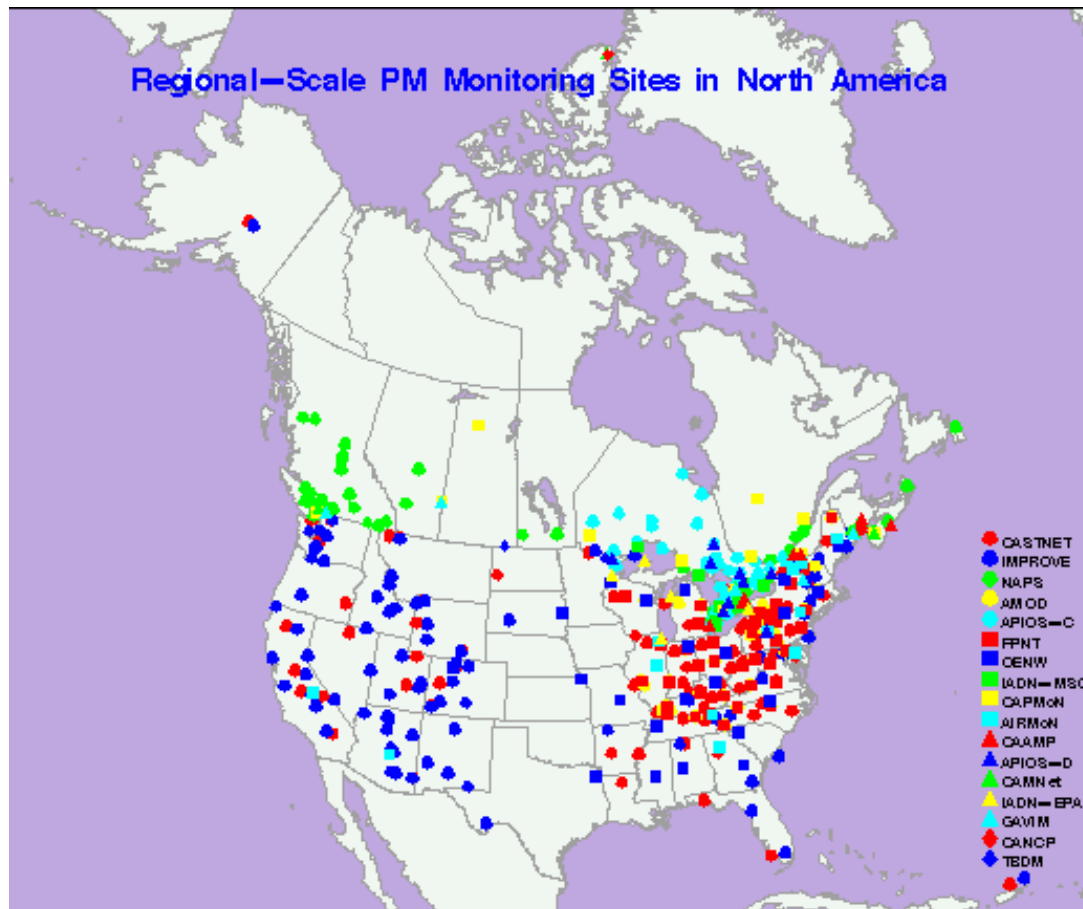 Regional-Scale PM Monitoring Sites in North America
CASTNET
IMPROVE
NAPS
AMOD
APIOS-C
FPNT
OENW
IADN-MSC
CAPMoN
AIRMoN
CAAMP
APIOS-D
CAMNet
IADN-EPA
GAVIM
CANCP
TBDM